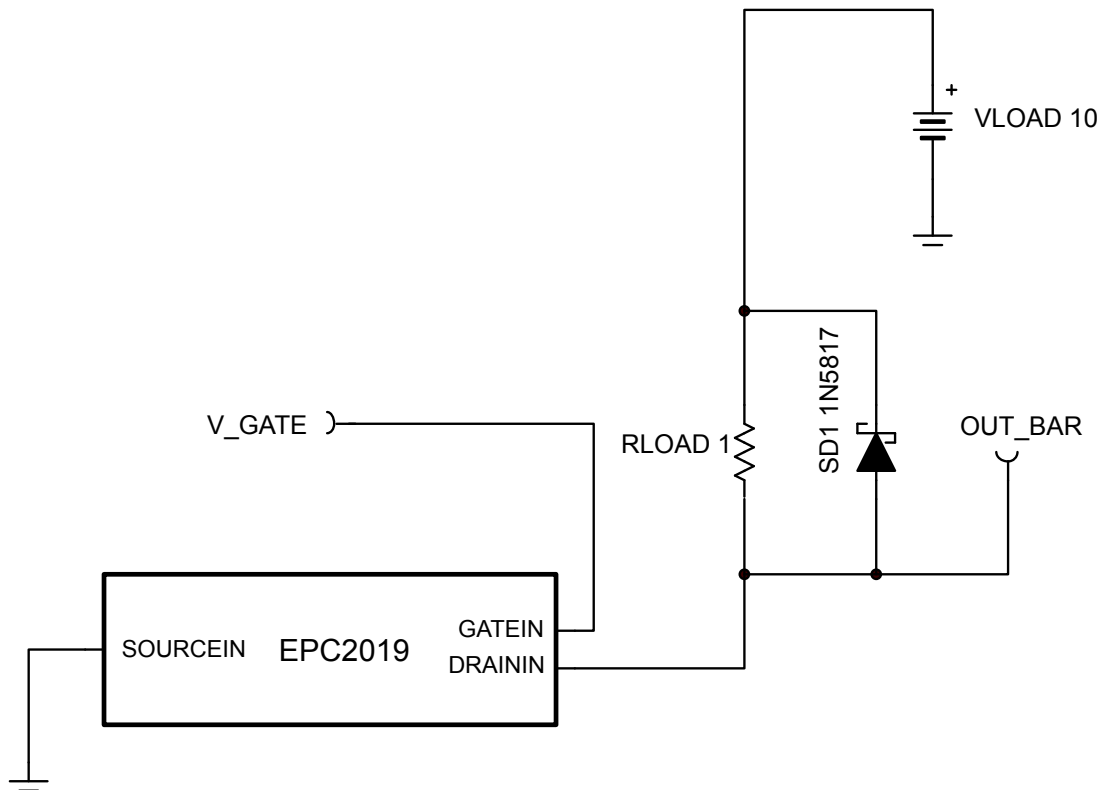 +
VLOAD 10
SD1 1N5817
V_GATE
RLOAD 1
OUT_BAR
GATEIN
SOURCEIN
EPC2019
DRAININ